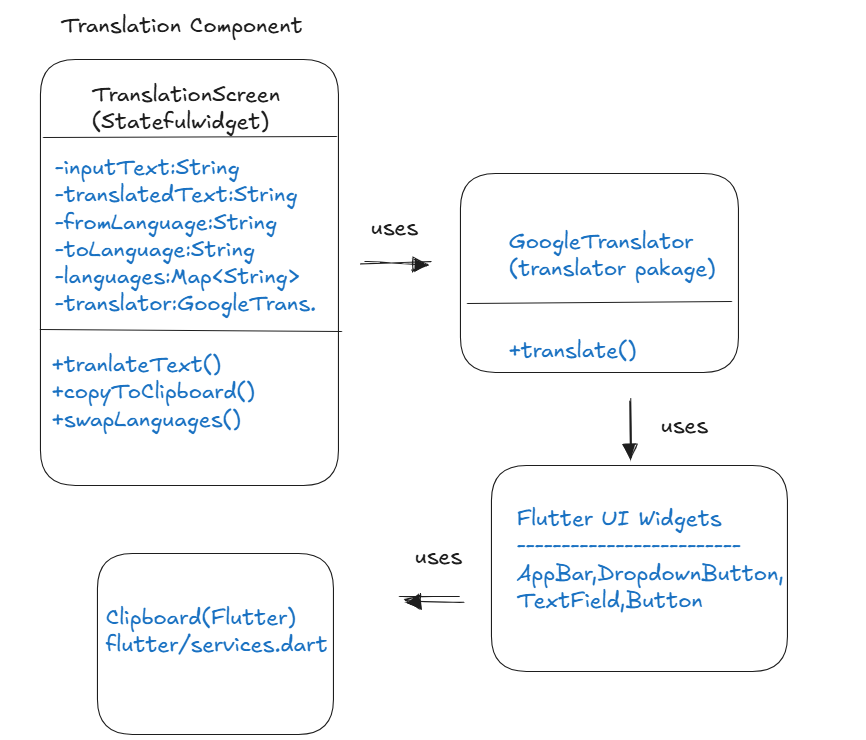 Translation Component
TranslationScreen
(Statefulwidget)
-inputText:String
-translatedText:String
-fromLanguage:String
-toLanguage:String
-languages:Map<String>
-translator:GoogleTrans.
+tranlateText()
+copyToClipboard()
+swapLanguages()
uses
GoogleTranslator
(translator pakage)
+translate()
uses
Flutter UI Widgets
-------------------------
AppBar,DropdownButton,
TextField,Button
uses
Clipboard(Flutter)
flutter/services.dart